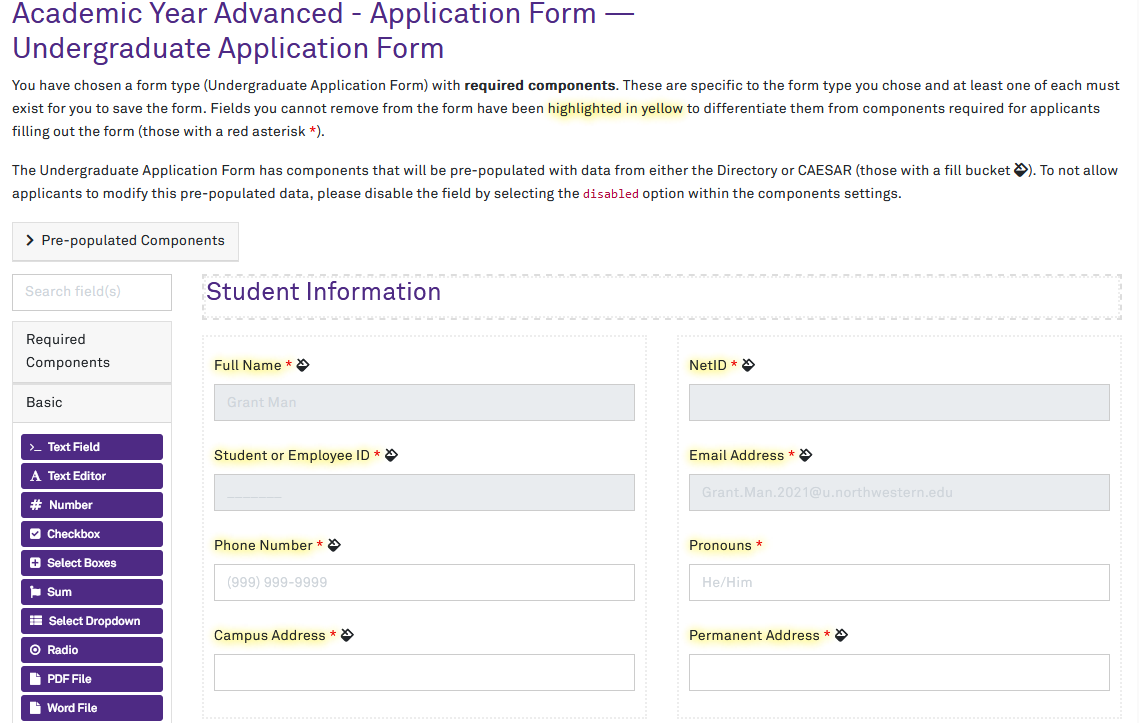 Academic Year Advanced - Application Form —
Undergraduate Application Form
You have chosen a form type (Undergraduate Application Form) with required components. These are specific to the form type you chose and at least one of each must
exist for you to save the form. Fields you cannot remove from the form have been highlighted in yellow to differentiate them from components required for applicants
filling out the form (those with a red asterisk *).
The Undergraduate Application Form has components that will be pre-populated with data from either the Directory or CAESAR (those with a fill bucket). To not allow
applicants to modify this pre-populated data, please disable the field by selecting the disabled option within the components settings.
Pre-populated Components
Search field(s)
Required
Components
Basic
>_ Text Field
A Text Editor
# Number
Checkbox
Select Boxes
Sum
Select Dropdown
Radio
PDF File
Word File
Student Information
Full Name *
Grant Man
NetID *
Student or Employee ID *
_______
Email Address *
Grant.Man.2021@u.northwestern.edu
Phone Number *
(999) 999-9999
Pronouns *
He/Him
Campus Address *
Permanent Address *